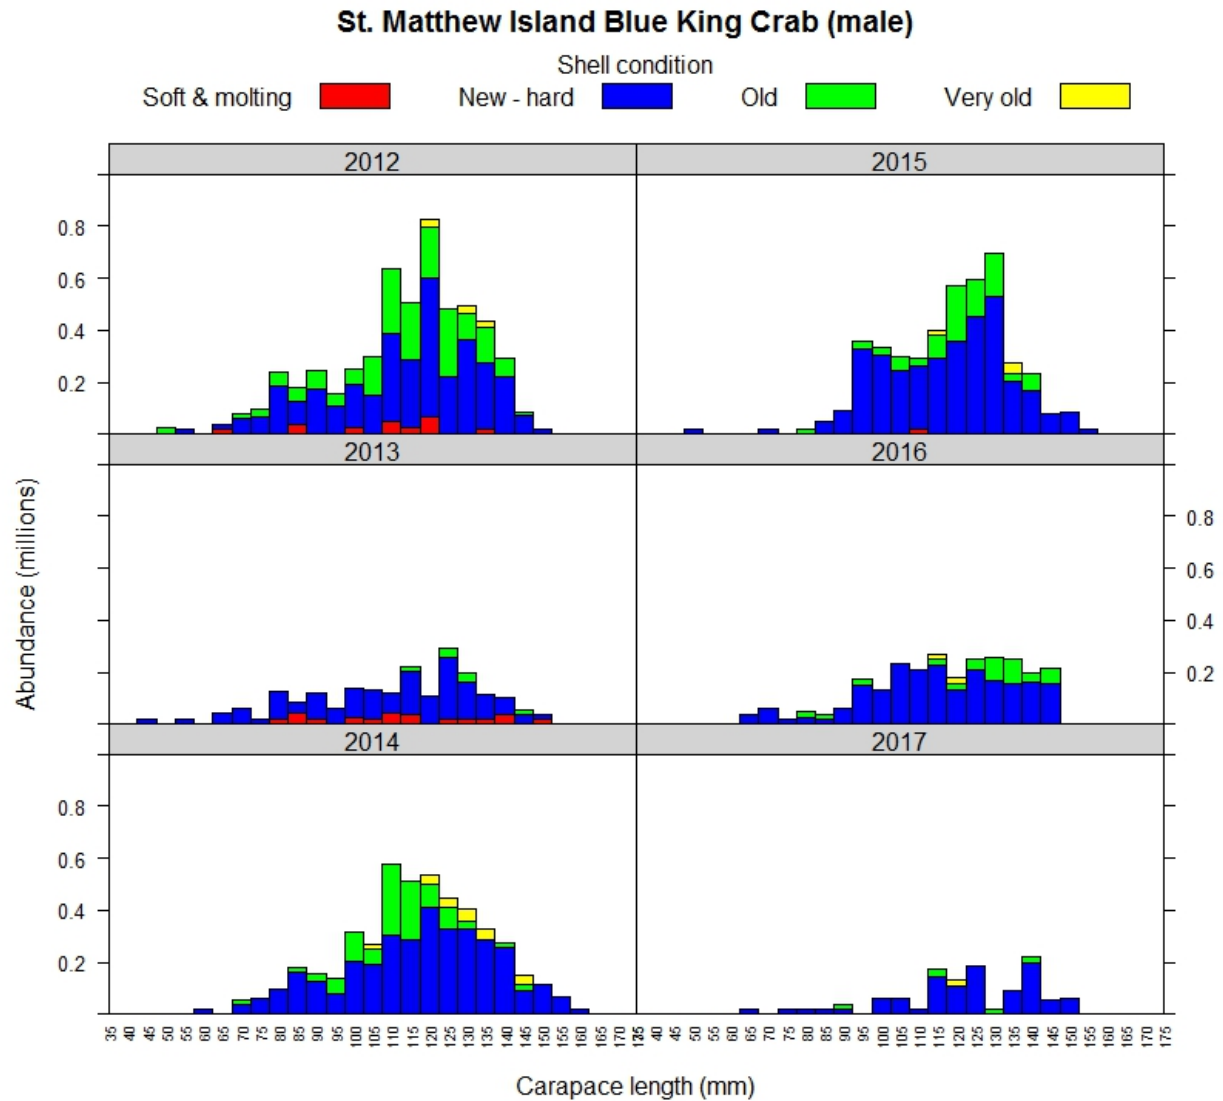 St. Matthew Island Blue King Crab (male)
Shell condition
Soft & molting New - hard Old Very old
2012 2015
0.8
0.6
0.4
0.2
2013 2016
0.8
0.6
0.4
0.2
Abundance (millions)
2014 2017
0.8
0.6
0.4
0.2
35 40 45 50 55 60 65 70 75 80 85 90 95 100 105 110 115 120 125 130 135 140 145 150 155 160 165 170 40 45 50 55 60 65 70 75 80 85 90 95 100 105 110 115 120 125 130 135 140 145 150 155 160 165 170 175
Carapace length (mm)